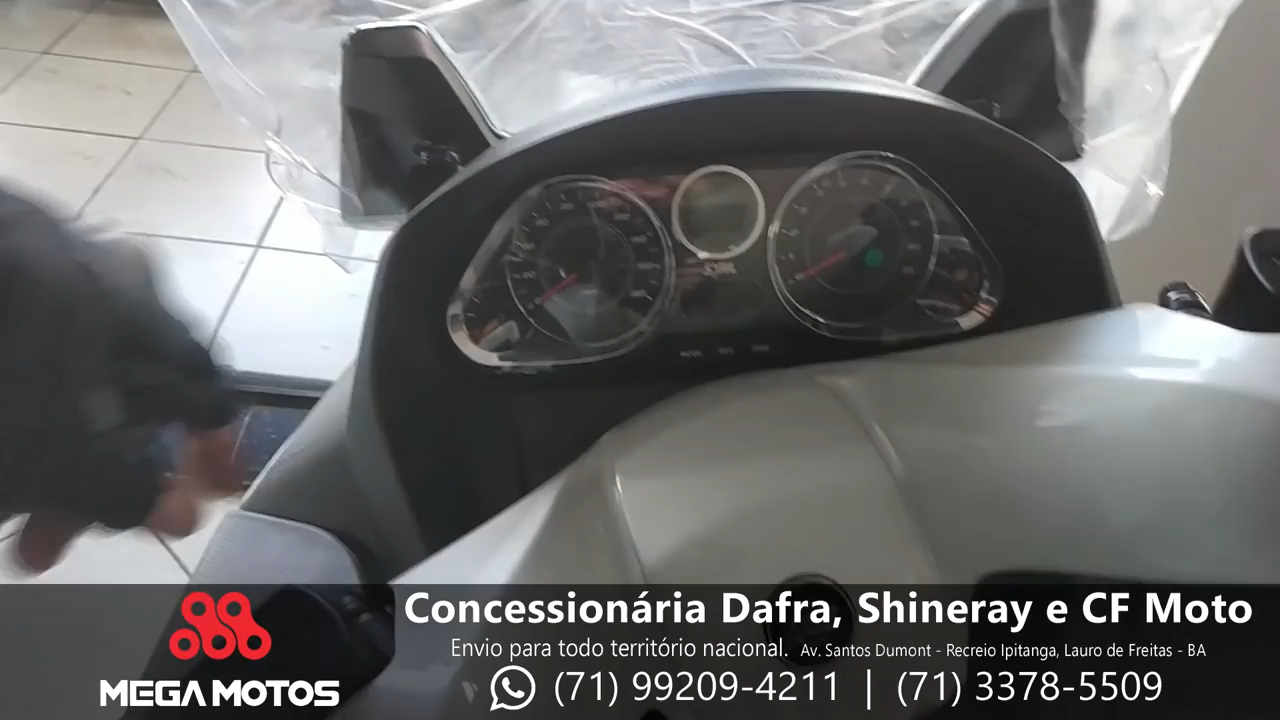 Concessionária Dafra, Shineray e CF Moto
Envio para todo território nacional. Av. Santos Dumont - Recreio Ipitanga, Lauro de Freitas - BA
MEGA MOTOS
(71) 99209-4211 | (71) 3378-5509